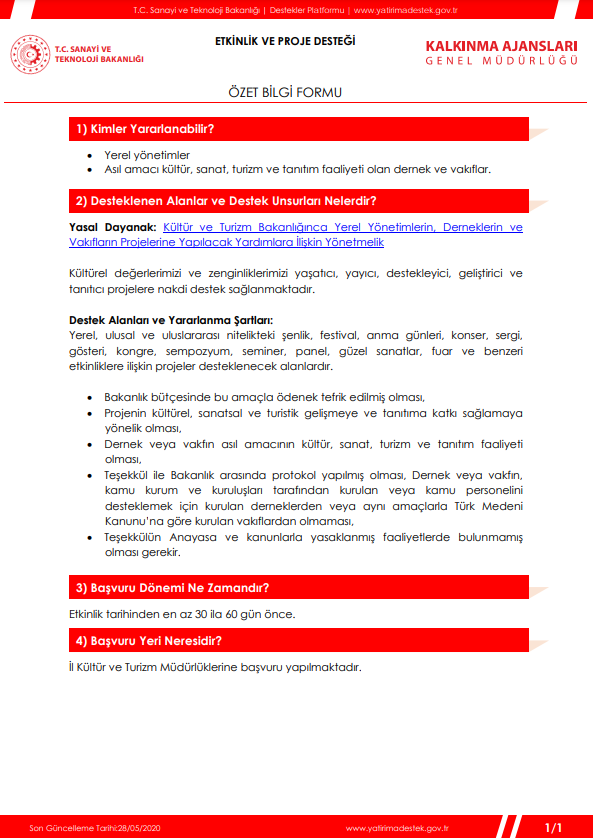 T.C. Sanayi ve Teknoloji Bakanlığı | Destekler Platformu | www.yatirimadestek.gov.tr
T.C. SANAYİ VE
TEKNOLOJİ BAKANLIĞI
ETKİNLİK VE PROJE DESTEĞİ
KALKINMA AJANSLARI
GENEL MÜDÜRLÜĞÜ
ÖZET BİLGİ FORMU
1) Kimler Yararlanabilir?
• Yerel yönetimler
• Asıl amacı kültür, sanat, turizm ve tanıtım faaliyeti olan dernek ve vakıflar.
2) Desteklenen Alanlar ve Destek Unsurları Nelerdir?
Yasal Dayanak: Kültür ve Turizm Bakanlığınca Yerel Yönetimlerin, Derneklerin ve
Vakıfların Projelerine Yapılacak Yardımlara İlişkin Yönetmelik
Kültürel değerlerimizi ve zenginliklerimizi yaşatıcı, yayıcı, destekleyici, geliştirici ve
tanıtıcı projelere nakdi destek sağlanmaktadır.
Destek Alanları ve Yararlanma Şartları:
Yerel, ulusal ve uluslararası nitelikteki şenlik, festival, anma günleri, konser, sergi,
gösteri, kongre, sempozyum, seminer, panel, güzel sanatlar, fuar ve benzeri
etkinliklere ilişkin projeler desteklenecek alanlardır.
• Bakanlık bütçesinde bu amaçla ödenek tefrik edilmiş olması,
• Projenin kültürel, sanatsal ve turistik gelişmeye ve tanıtıma katkı sağlamaya
yönelik olması,
• Dernek veya vakfın asıl amacının kültür, sanat, turizm ve tanıtım faaliyeti
olması,
• Teşekkül ile Bakanlık arasında protokol yapılmış olması, Dernek veya vakfın,
kamu kurum ve kuruluşları tarafından kurulan veya kamu personelini
desteklemek için kurulan derneklerden veya aynı amaçlarla Türk Medeni
Kanunu’na göre kurulan vakıflardan olmaması,
• Teşekkülün Anayasa ve kanunlarla yasaklanmış faaliyetlerde bulunmamış
olması gerekir.
3) Başvuru Dönemi Ne Zamandır?
Etkinlik tarihinden en az 30 ila 60 gün önce.
4) Başvuru Yeri Neresidir?
İl Kültür ve Turizm Müdürlüklerine başvuru yapılmaktadır.
Son Güncelleme Tarihi:28/05/2020
www.yatirimadestek.gov.tr
1/1